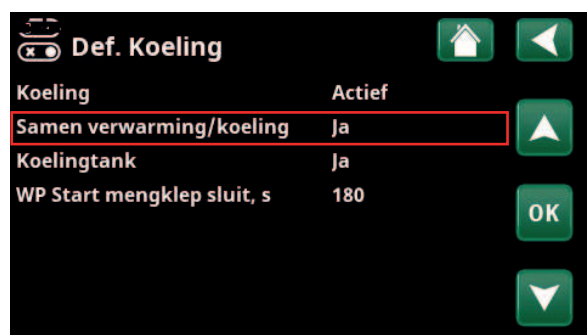 Def. Koeling
Koeling Actief
Samen verwarming/koeling Ja
Koelingtank Ja
WP Start mengklep sluit, s 180
OK